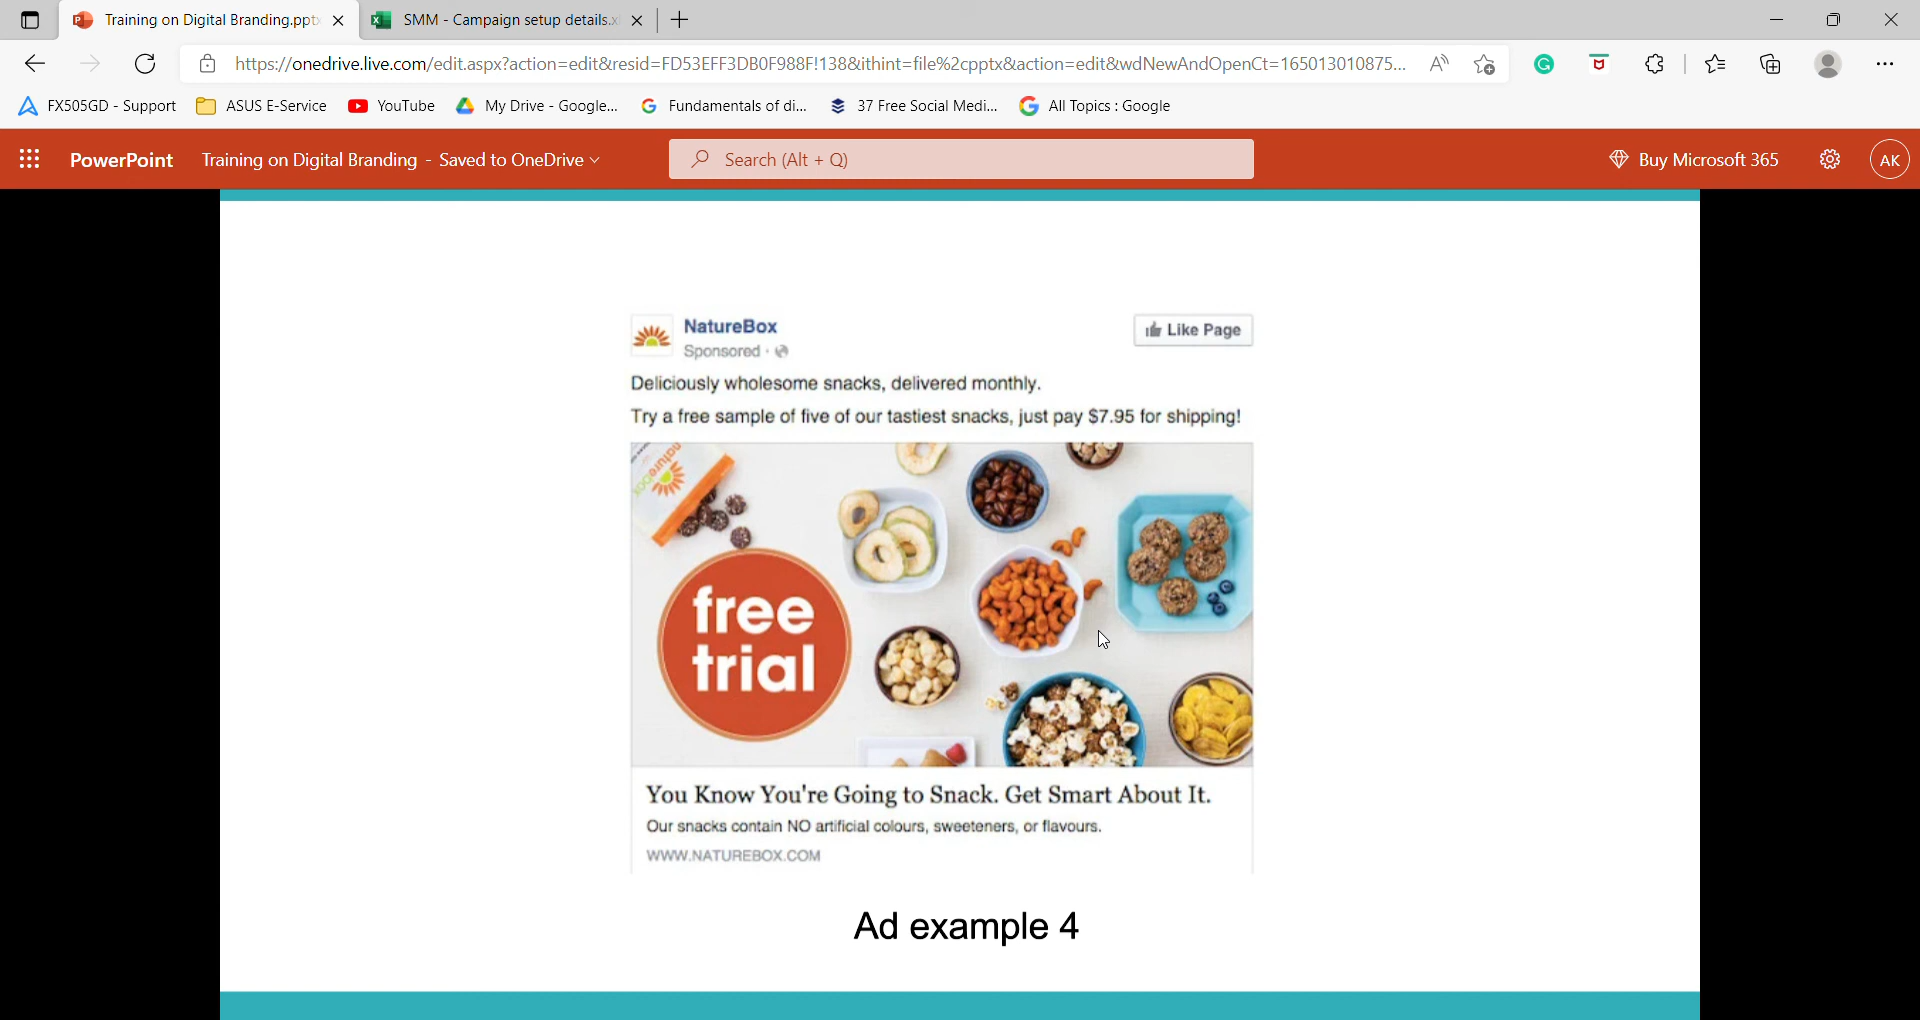 Training on Digital Branding.pptx
SMM - Campaign setup details.xl
https://onedrive.live.com/edit.aspx?action=edit&resid=FD53EFF3DB0F988F!138&ithint=file%2cpptx&action=edit&wdNewAndOpenCt=165013010875...
FX505GD - Support
ASUS E-Service
YouTube
My Drive - Google...
Fundamentals of di...
37 Free Social Medi...
All Topics : Google
PowerPoint
Training on Digital Branding - Saved to OneDrive
Search (Alt + Q)
Buy Microsoft 365
AK
NatureBox
Sponsored ·
Like Page
Deliciously wholesome snacks, delivered monthly.
Try a free sample of five of our tastiest snacks, just pay $7.95 for shipping!
naturebox
free
trial
You Know You're Going to Snack. Get Smart About It.
Our snacks contain NO artificial colours, sweeteners, or flavours.
WWW.NATUREBOX.COM
Ad example 4